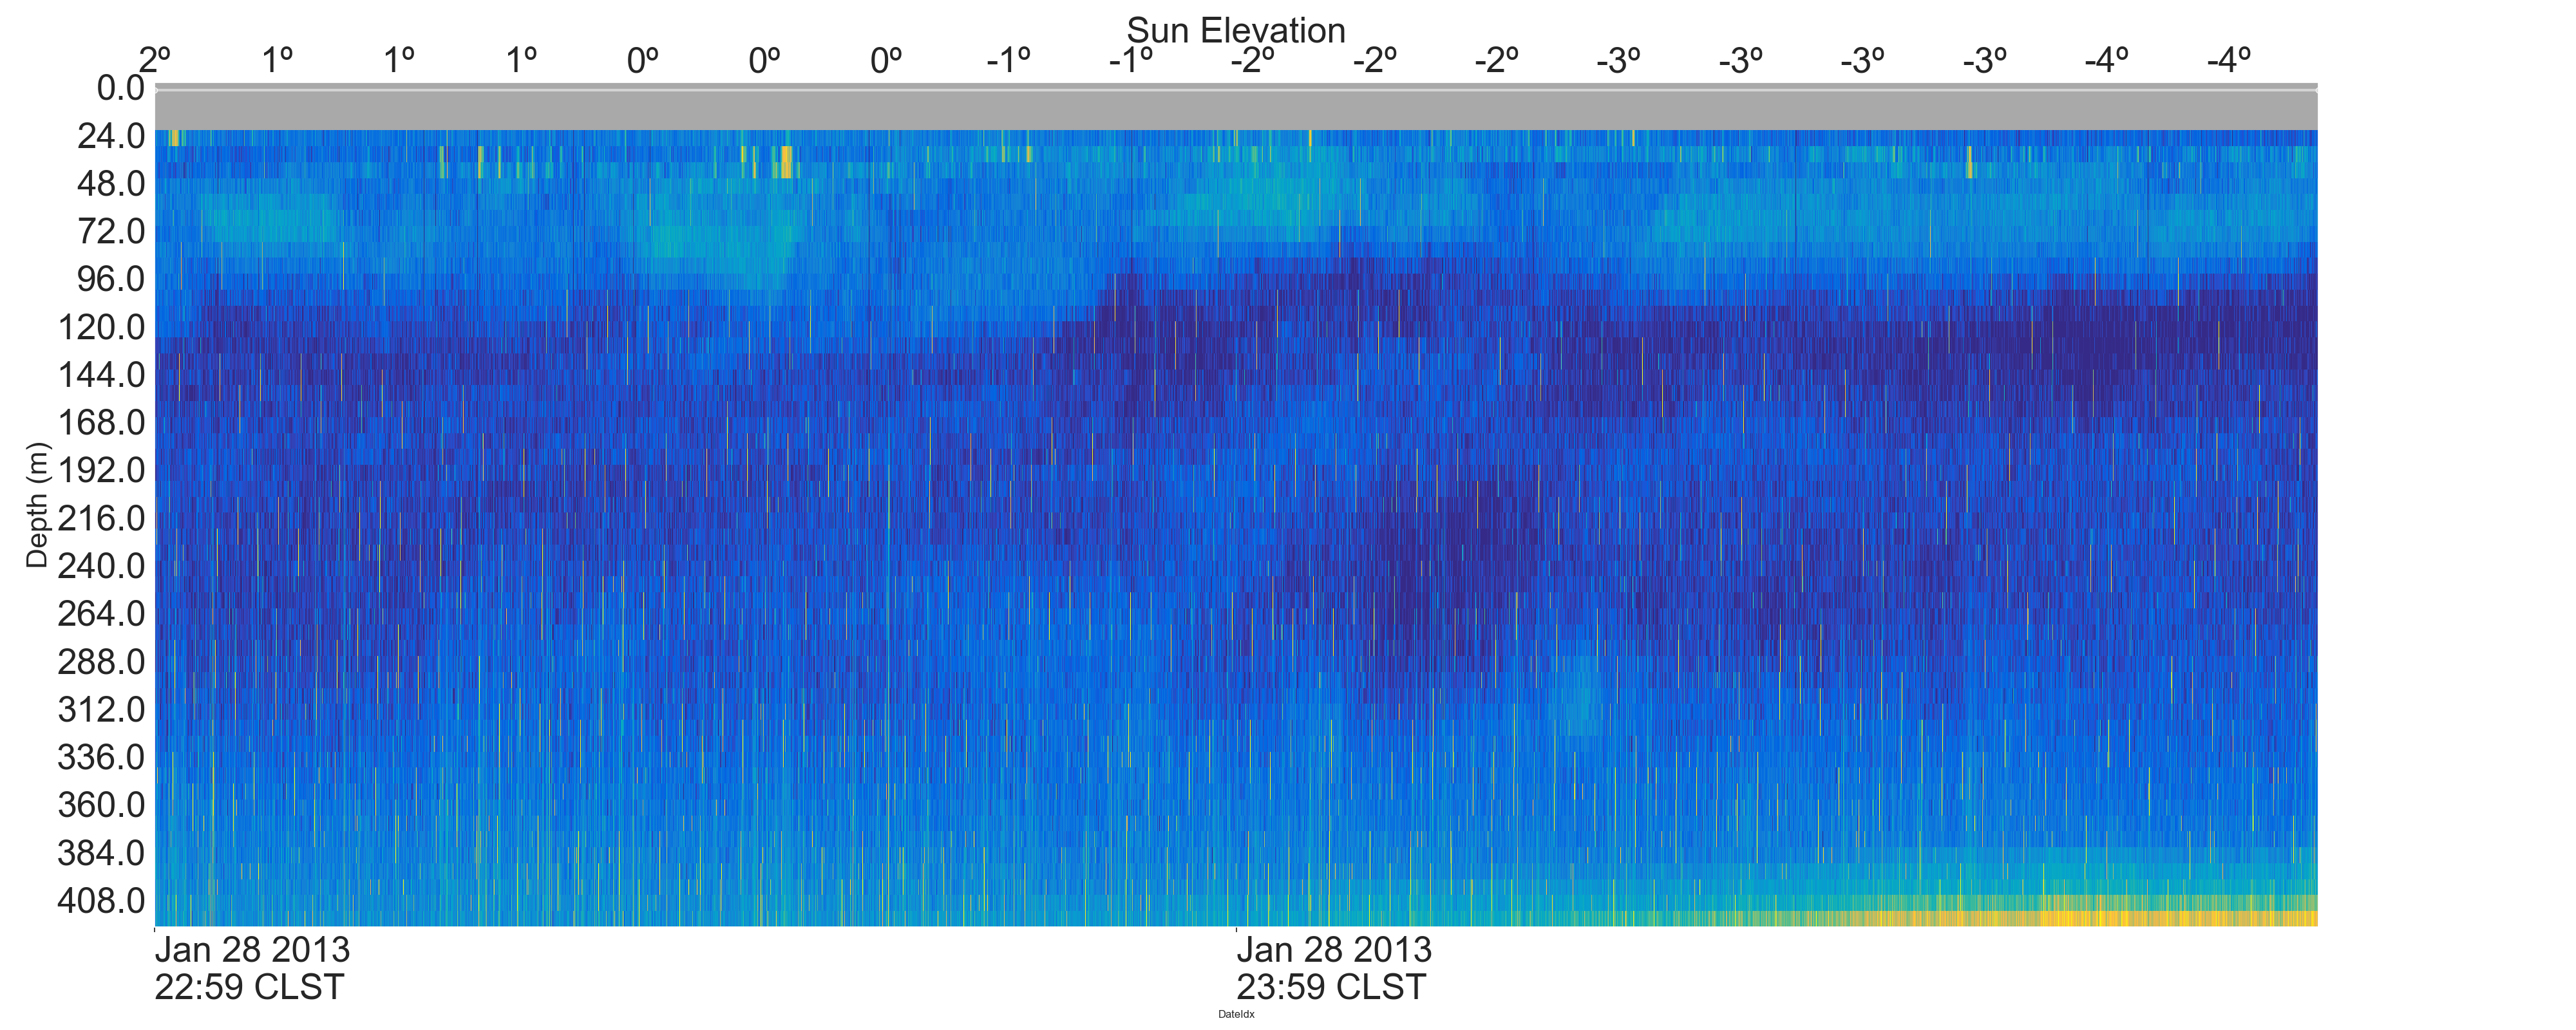 Sun Elevation
2º 1º 1º 1º 0º 0º 0º -1º -1º -2º -2º -2º -3º -3º -3º -3º -4º -4º
0.0
24.0
48.0
72.0
96.0
120.0
144.0
168.0
192.0
216.0
240.0
264.0
288.0
312.0
336.0
360.0
384.0
408.0
Depth (m)
Jan 28 2013
22:59 CLST
Jan 28 2013
23:59 CLST
DateIdx